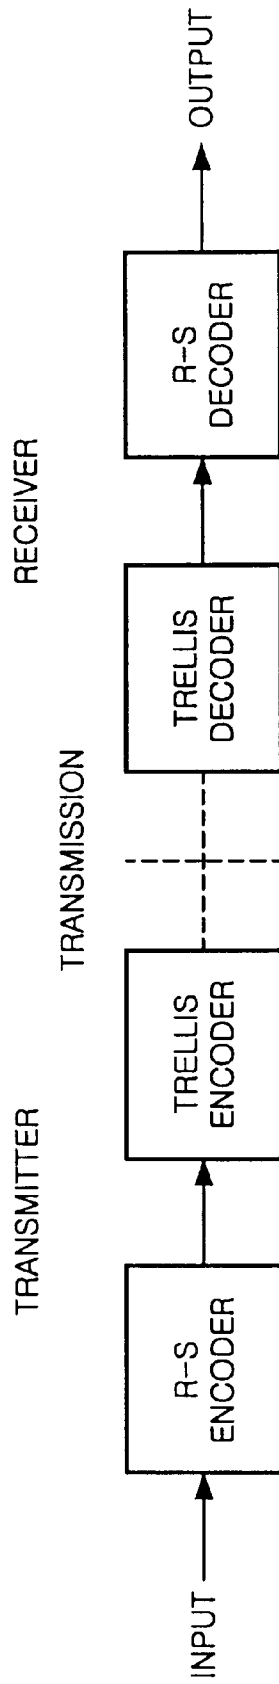 TRANSMITTER
TRANSMISSION
RECEIVER
INPUT
R-S
ENCODER
TRELLIS
ENCODER
TRELLIS
DECODER
R-S
DECODER
OUTPUT